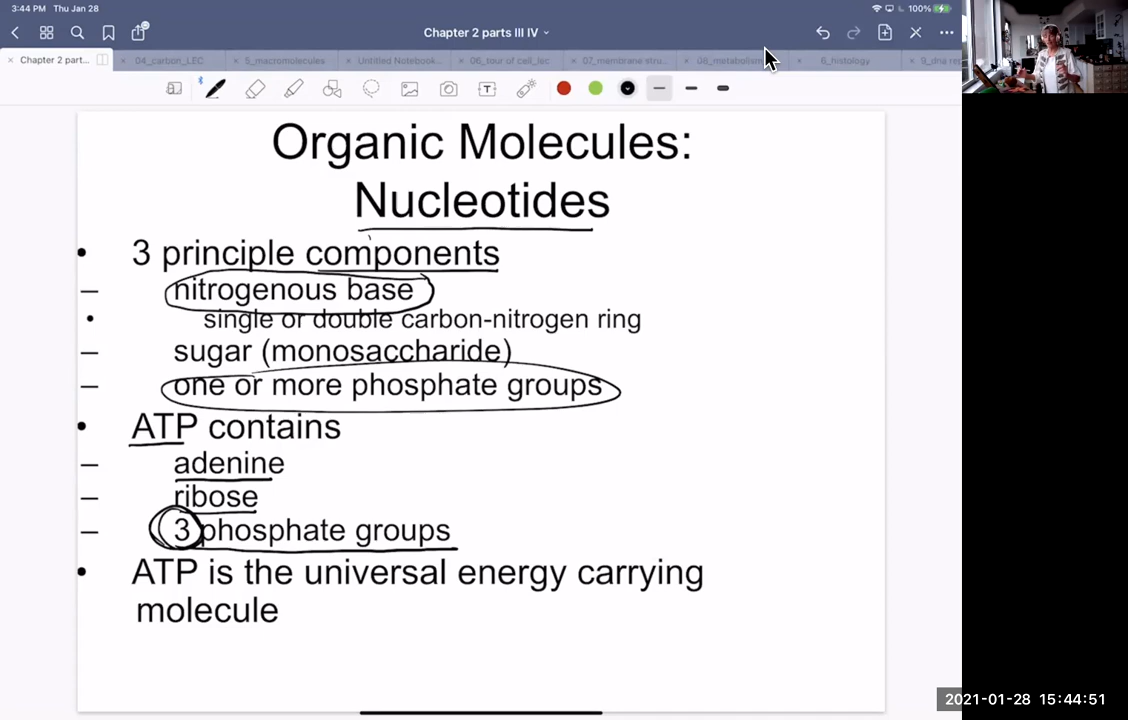 3:44 PM Thu Jan 28
100%
Chapter 2 parts III IV
Chapter 2 part...
04_carbon_LEC
5_macromolecules
Untitled Notebook...
06_tour of cell_lec
07_membrane stru...
08_metabolism
6_histology
9_dna re
Organic Molecules:
Nucleotides
• 3 principle components
– nitrogenous base
• single or double carbon-nitrogen ring
– sugar (monosaccharide)
– one or more phosphate groups
• ATP contains
– adenine
– ribose
– 3 phosphate groups
• ATP is the universal energy carrying
molecule
2021-01-28 15:44:51